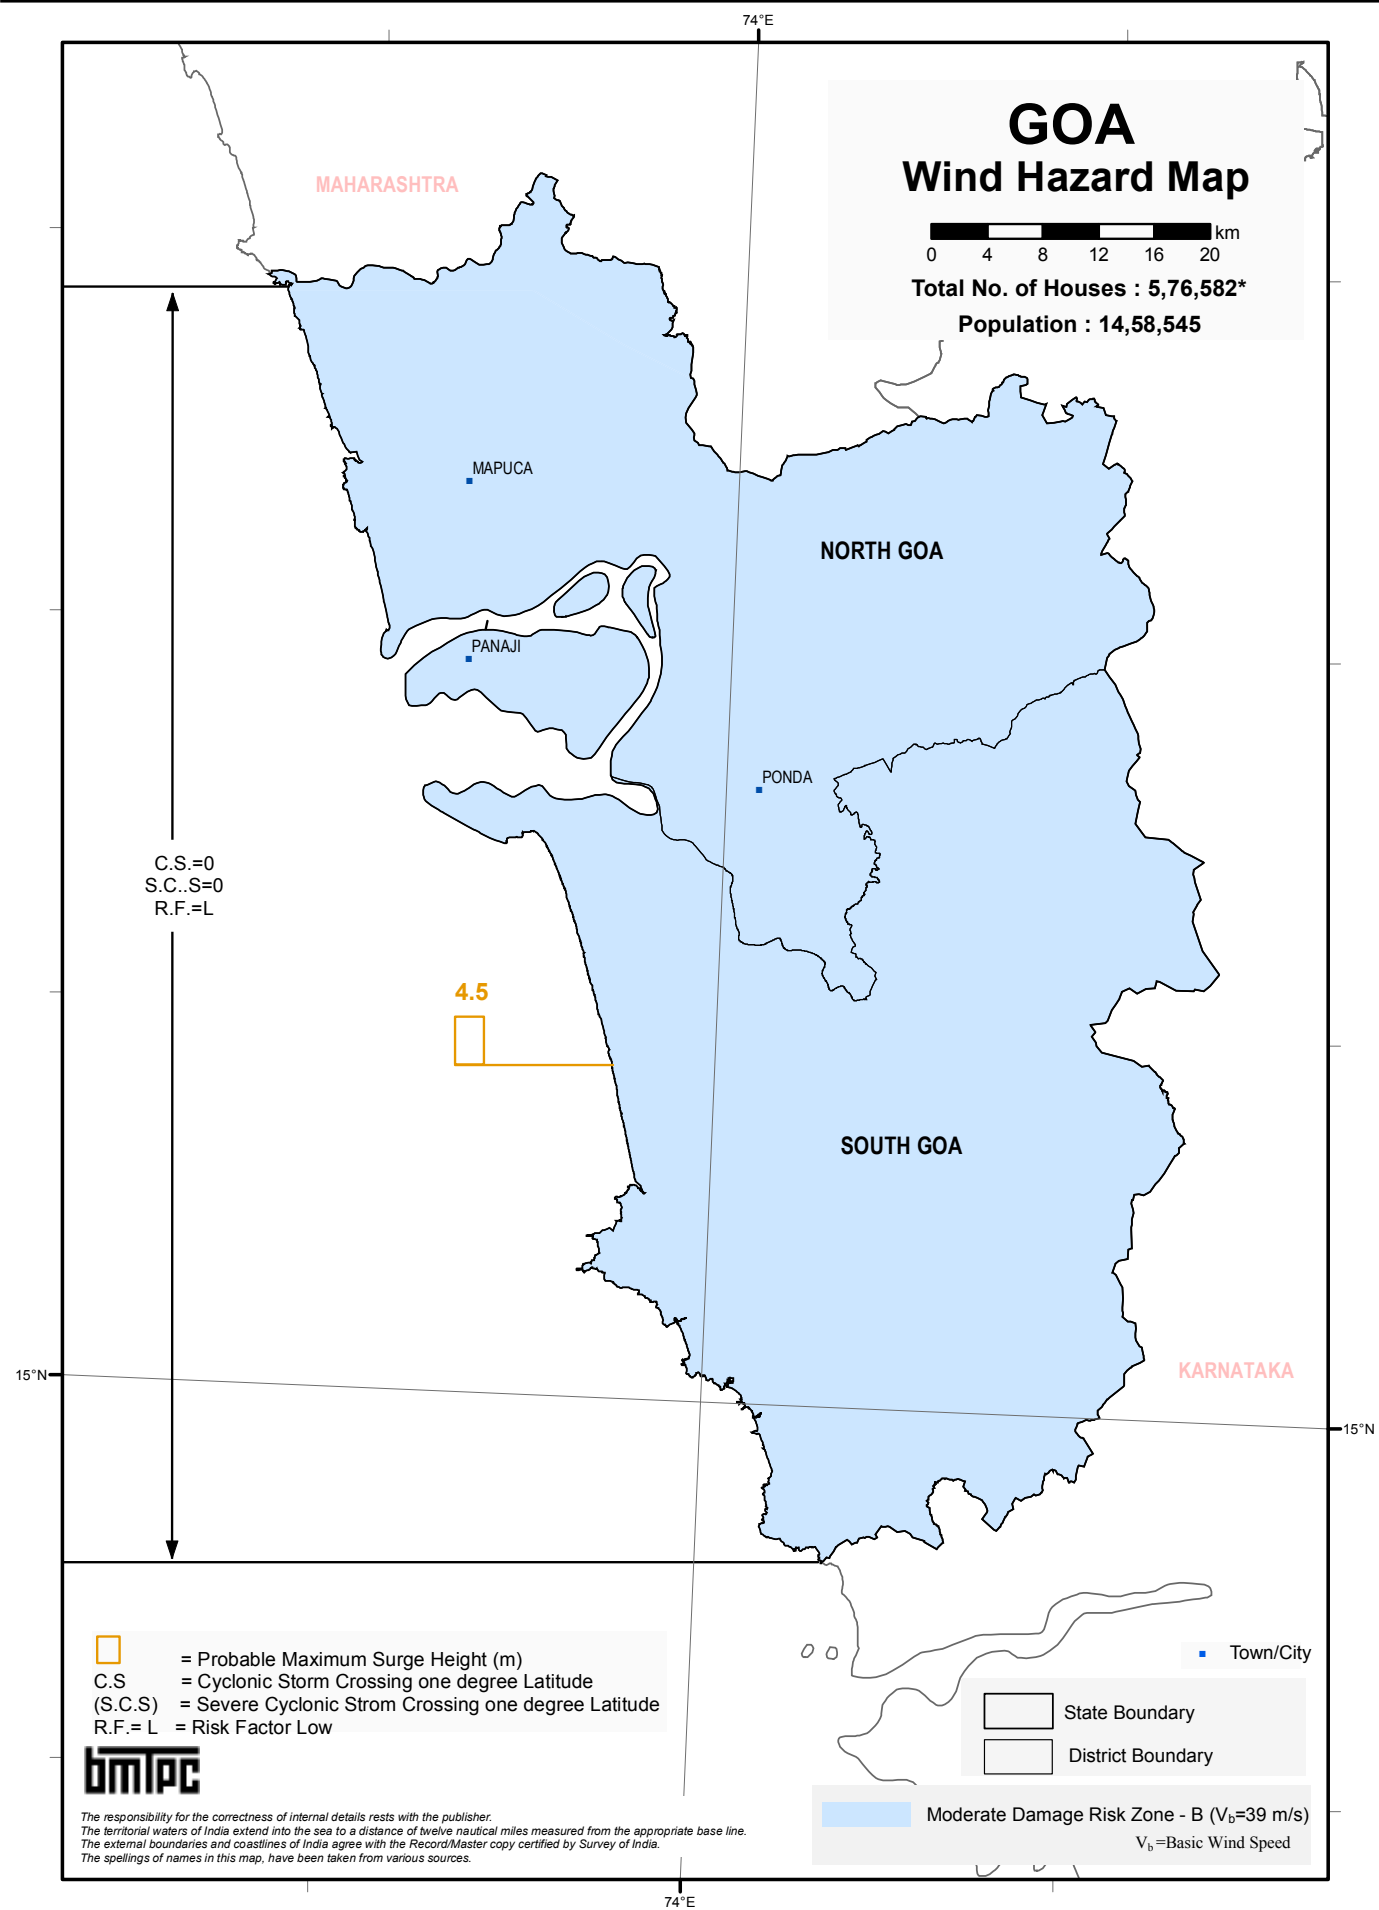 74°E
GOA
Wind Hazard Map
km
0 4 8 12 16 20
Total No. of Houses : 5,76,582*
Population : 14,58,545
MAHARASHTRA
MAPUCA
NORTH GOA
PANAJI
PONDA
C.S.=0
S.C..S=0
R.F.=L
4.5
SOUTH GOA
15°N
KARNATAKA
15°N
= Probable Maximum Surge Height (m)
C.S = Cyclonic Storm Crossing one degree Latitude
(S.C.S) = Severe Cyclonic Strom Crossing one degree Latitude
R.F.= L = Risk Factor Low
bmTpc
Town/City
State Boundary
District Boundary
Moderate Damage Risk Zone - B (Vb=39 m/s)
Vb=Basic Wind Speed
The responsibility for the correctness of internal details rests with the publisher.
The territorial waters of India extend into the sea to a distance of twelve nautical miles measured from the appropriate base line.
The external boundaries and coastlines of India agree with the Record/Master copy certified by Survey of India.
The spellings of names in this map, have been taken from various sources.
74°E